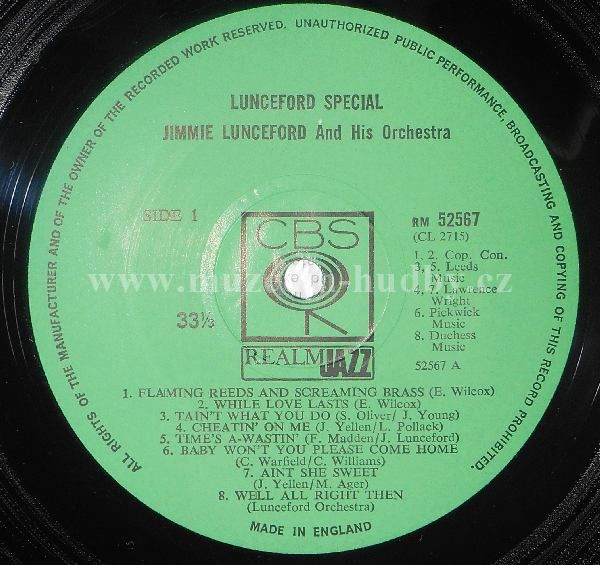 ALL RIGHTS OF THE MANUFACTURER AND OF THE OWNER OF THE RECORDED WORK RESERVED. UNAUTHORIZED PUBLIC PERFORMANCE, BROADCASTING AND COPYING OF THIS RECORD PROHIBITED.
LUNCEFORD SPECIAL
JIMMIE LUNCEFORD And His Orchestra
SIDE 1
RM 52567
(CL 2715)
CBS
1, 2. Cop. Con.
3, 5. Leeds
Music
4, 7. Lawrence
Wright
6. Pickwick
Music
8. Duchess
Music
33⅓
REALM JAZZ
52567 A
1. FLAMING REEDS AND SCREAMING BRASS (E. Wilcox)
2. WHILE LOVE LASTS (E. Wilcox)
3. TAIN'T WHAT YOU DO (S. Oliver/J. Young)
4. CHEATIN' ON ME (J. Yellen/L. Pollack)
5. TIME'S A-WASTIN' (F. Madden/J. Lunceford)
6. BABY WON'T YOU PLEASE COME HOME
(C. Warfield/C. Williams)
7. AINT SHE SWEET
(J. Yellen/M. Ager)
8. WELL ALL RIGHT THEN
(Lunceford Orchestra)
MADE IN ENGLAND